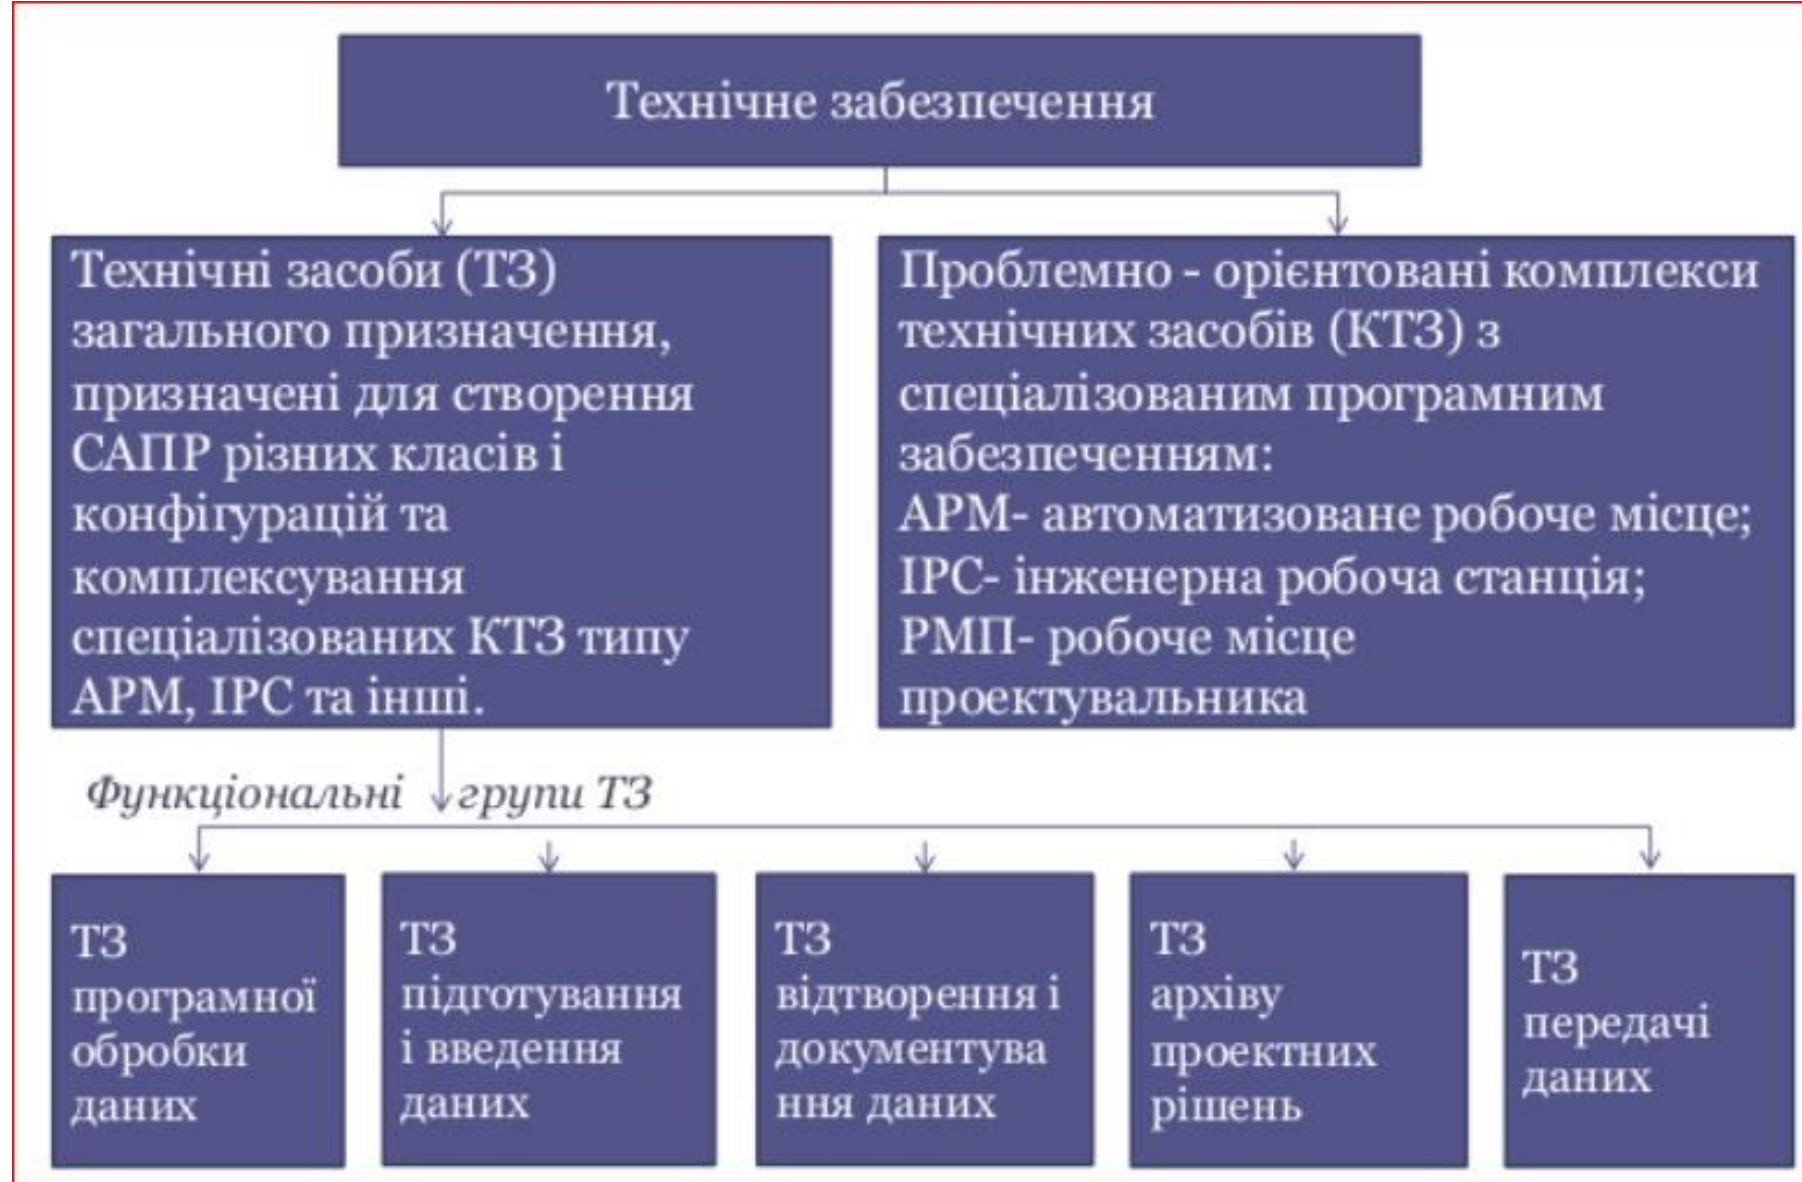 Технічне забезпечення
Технічні засоби (ТЗ)
загального призначення,
призначені для створення
САПР різних класів і
конфігурацій та
комплексування
спеціалізованих КТЗ типу
АРМ, ІРС та інші.
Проблемно - орієнтовані комплекси
технічних засобів (КТЗ) з
спеціалізованим програмним
забезпеченням:
АРМ- автоматизоване робоче місце;
ІРС- інженерна робоча станція;
РМП- робоче місце
проектувальника
Функціональні групи ТЗ
ТЗ
програмної
обробки
даних
ТЗ
підготування
і введення
даних
ТЗ
відтворення і
документува
ння даних
ТЗ
архіву
проектних
рішень
ТЗ
передачі
даних